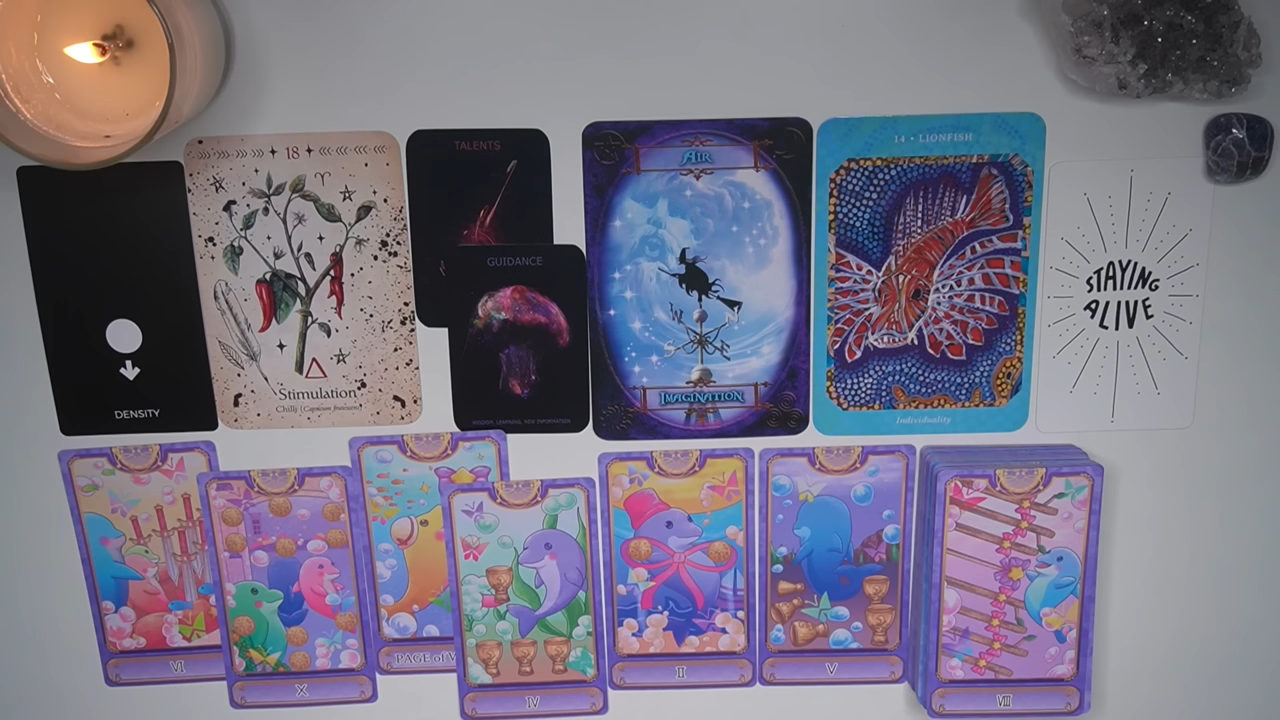 DENSITY
18
Stimulation
Chilli (Capsicum frutescens)
TALENTS
GUIDANCE
WISDOM, LEARNING, NEW INFORMATION
AIR
W
S
E
IMAGINATION
14 • LIONFISH
Individuality
STAYING
ALIVE
VI
X
PAGE of
IV
II
V
VIII